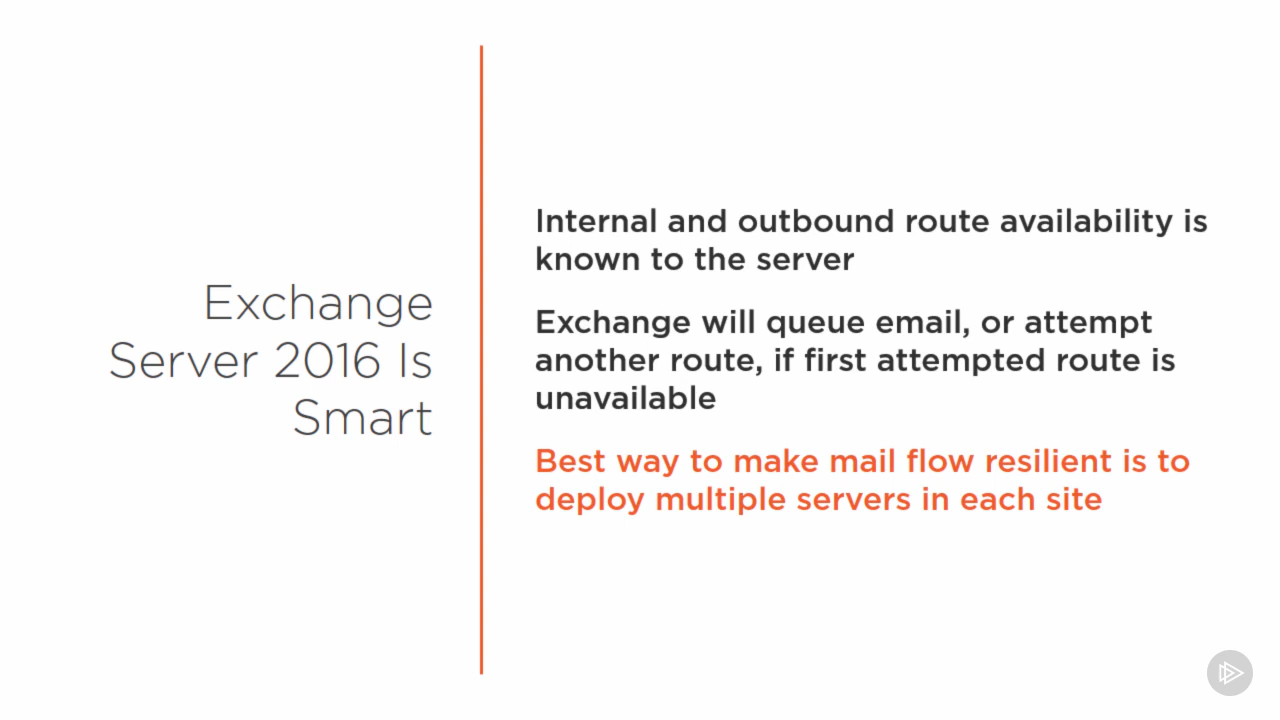 Exchange
Server 2016 Is
Smart
Internal and outbound route availability is
known to the server
Exchange will queue email, or attempt
another route, if first attempted route is
unavailable
Best way to make mail flow resilient is to
deploy multiple servers in each site